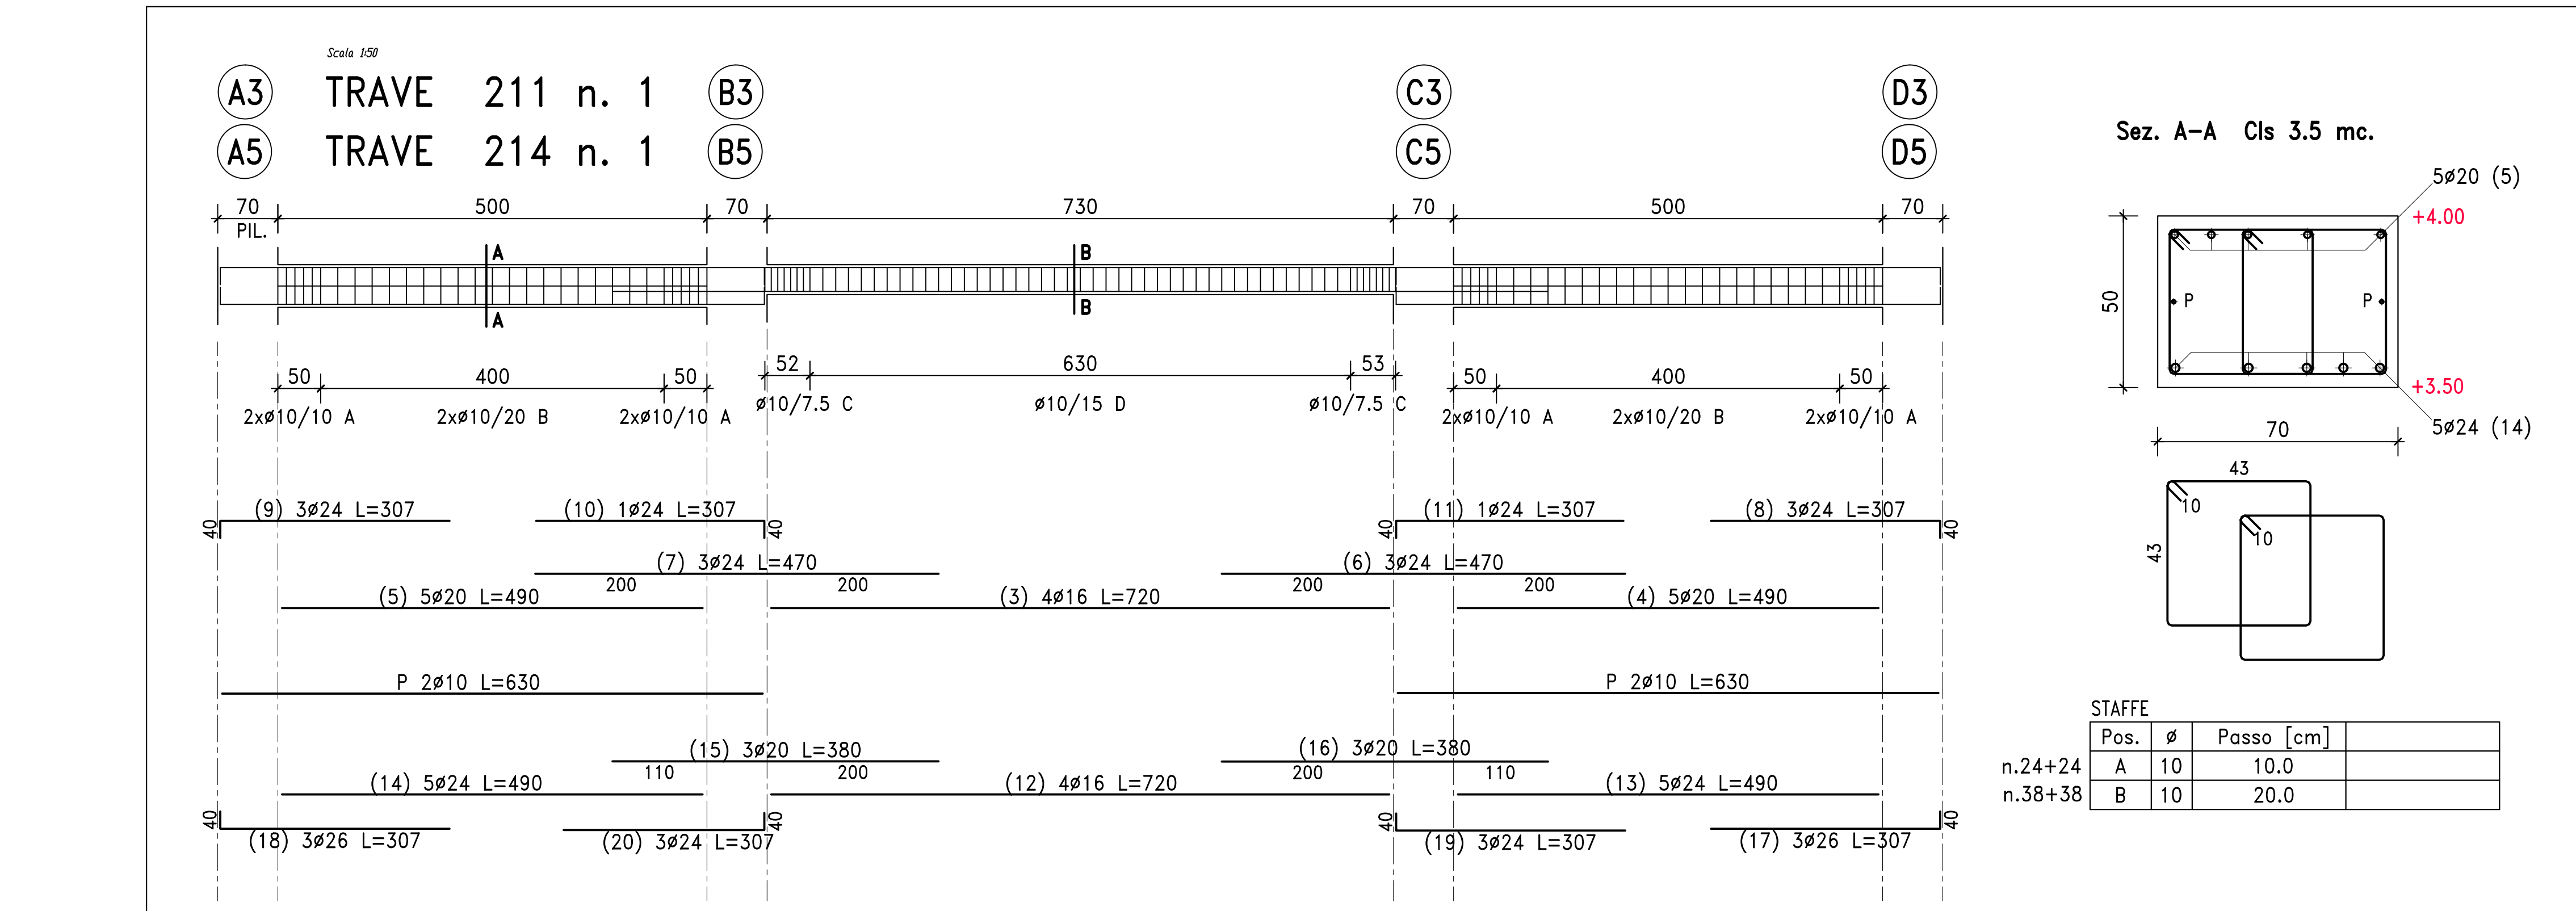 Scala 1:50
A3 TRAVE 211 n. 1 B3 C3 D3
A5 TRAVE 214 n. 1 B5 C5 D5
70 500 70 730 70 500 70
PIL.
A B
A B
52 630 53
50 400 50 50 400 50
ø10/7.5 C ø10/15 D ø10/7.5 C
2xø10/10 A 2xø10/20 B 2xø10/10 A 2xø10/10 A 2xø10/20 B 2xø10/10 A
(9) 3ø24 L=307 (10) 1ø24 L=307 (11) 1ø24 L=307 (8) 3ø24 L=307
40 40 40 40
(7) 3ø24 L=470 (6) 3ø24 L=470
200 200 200 200
(5) 5ø20 L=490 (3) 4ø16 L=720 (4) 5ø20 L=490
P 2ø10 L=630 P 2ø10 L=630
(15) 3ø20 L=380 (16) 3ø20 L=380
110 200 200 110
(14) 5ø24 L=490 (12) 4ø16 L=720 (13) 5ø24 L=490
40 40 40 40
(18) 3ø26 L=307 (20) 3ø24 L=307 (19) 3ø24 L=307 (17) 3ø26 L=307
Sez. A-A Cls 3.5 mc.
5ø20 (5)
+4.00
50 P P
+3.50
5ø24 (14)
70
43
10
43 10
STAFFE
Pos. ø Passo [cm]
n.24+24 A 10 10.0
n.38+38 B 10 20.0